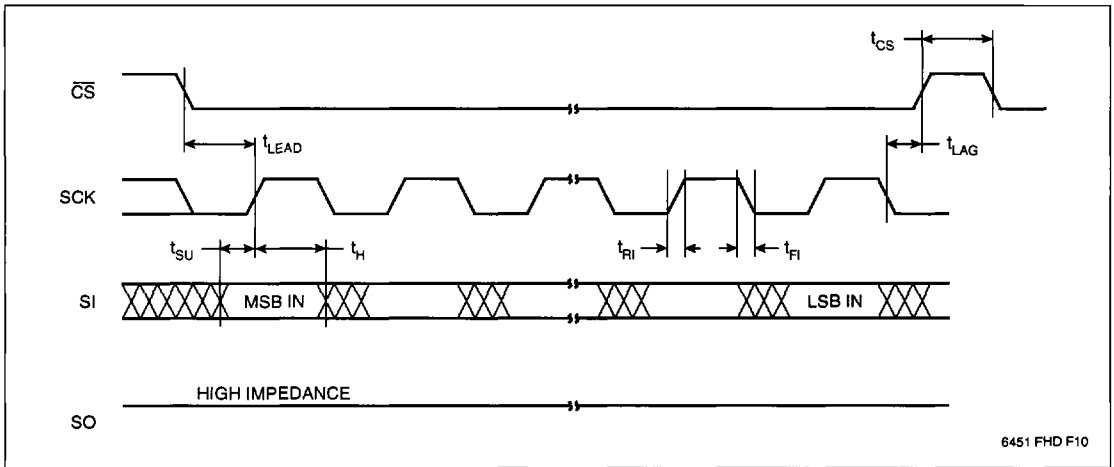 tCS
CS
tLEAD
tLAG
SCK
tSU
tH
tRI
tFI
SI
MSB IN
LSB IN
HIGH IMPEDANCE
SO
6451 FHD F10